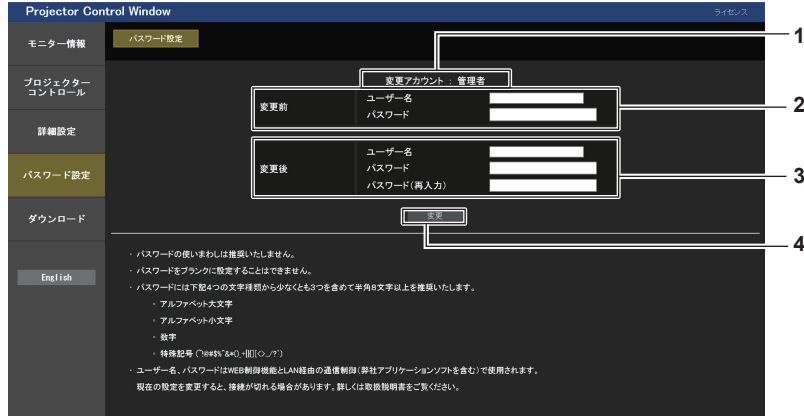 Projector Control Window
ライセンス
モニター情報
プロジェクター
コントロール
詳細設定
パスワード設定
ダウンロード
English
パスワード設定
変更アカウント : 管理者
変更前
ユーザー名
パスワード
変更後
ユーザー名
パスワード
パスワード(再入力)
変更
1
2
3
4
・ パスワードの使いまわしは推奨いたしません。
・ パスワードをブランクに設定することはできません。
・ パスワードには下記4つの文字種類から少なくとも3つを含めて半角8文字以上を推奨いたします。
・ アルファベット大文字
・ アルファベット小文字
・ 数字
・ 特殊記号
・ ユーザー名、パスワードはWEB制御機能とLAN経由の通信制御(弊社アプリケーションソフトを含む)で使用されます。
現在の設定を変更すると、接続が切れる場合があります。詳しくは取扱説明書をご覧ください。